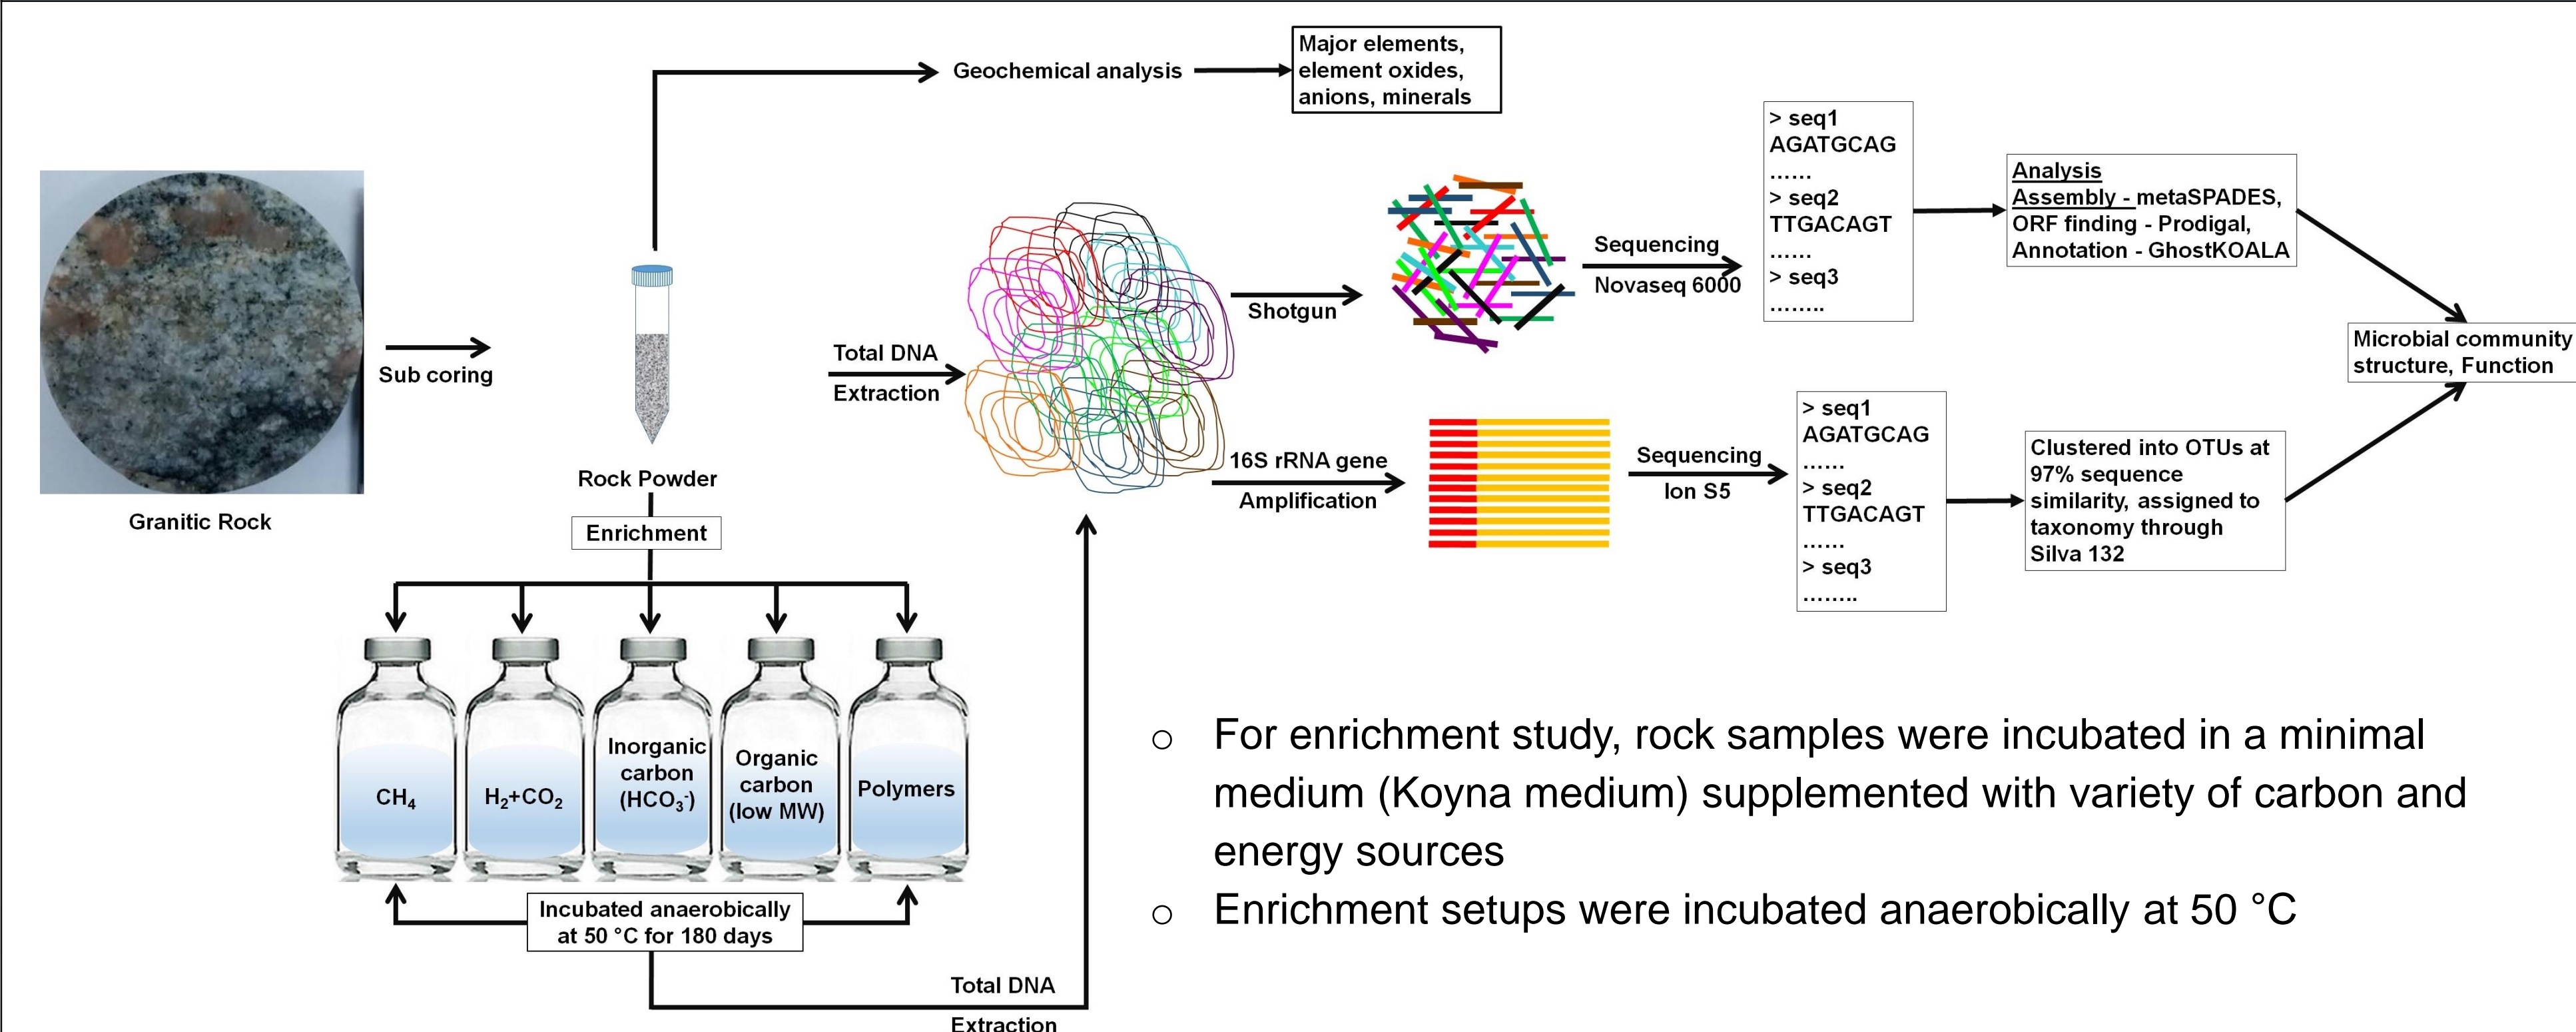 Geochemical analysis
Major elements,
element oxides,
anions, minerals
Granitic Rock
Sub coring
Rock Powder
Enrichment
CH₄
H₂+CO₂
Inorganic
carbon
(HCO₃⁻)
Organic
carbon
(low MW)
Polymers
Incubated anaerobically
at 50 °C for 180 days
Total DNA
Extraction
Total DNA
Extraction
Shotgun
Sequencing
Novaseq 6000
> seq1
AGATGCAG
......
> seq2
TTGACAGT
......
> seq3
........
Analysis
Assembly - metaSPADES,
ORF finding - Prodigal,
Annotation - GhostKOALA
16S rRNA gene
Amplification
Sequencing
Ion S5
> seq1
AGATGCAG
......
> seq2
TTGACAGT
......
> seq3
........
Clustered into OTUs at
97% sequence
similarity, assigned to
taxonomy through
Silva 132
Microbial community
structure, Function
○ For enrichment study, rock samples were incubated in a minimal
medium (Koyna medium) supplemented with variety of carbon and
energy sources
○ Enrichment setups were incubated anaerobically at 50 °C